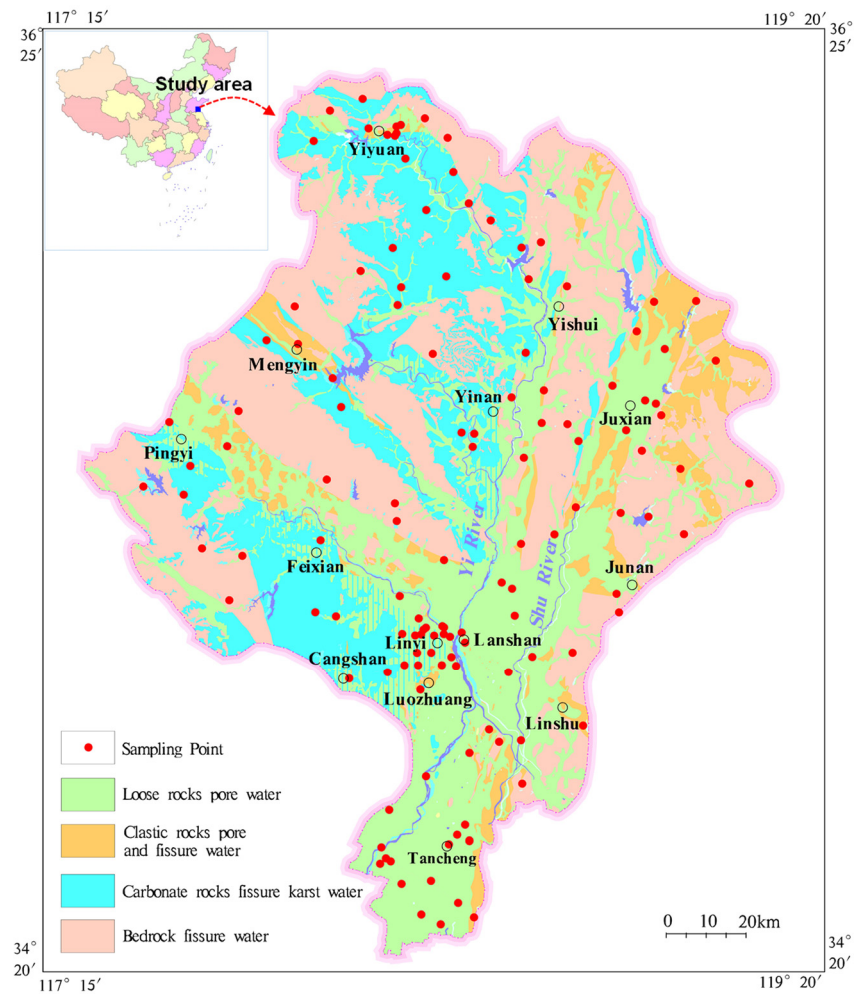 117° 15′
119° 20′
36°
25′
36°
25′
Study area
Yiyuan
Yishui
Mengyin
Yinan
Juxian
Pingyi
Yi River
Shu River
Feixian
Junan
Linyi
Lanshan
Cangshan
Luozhuang
Linshu
Sampling Point
Loose rocks pore water
Clastic rocks pore
and fissure water
Carbonate rocks fissure karst water
Bedrock fissure water
Tancheng
0 10 20km
34°
20′
34°
20′
117° 15′
119° 20′